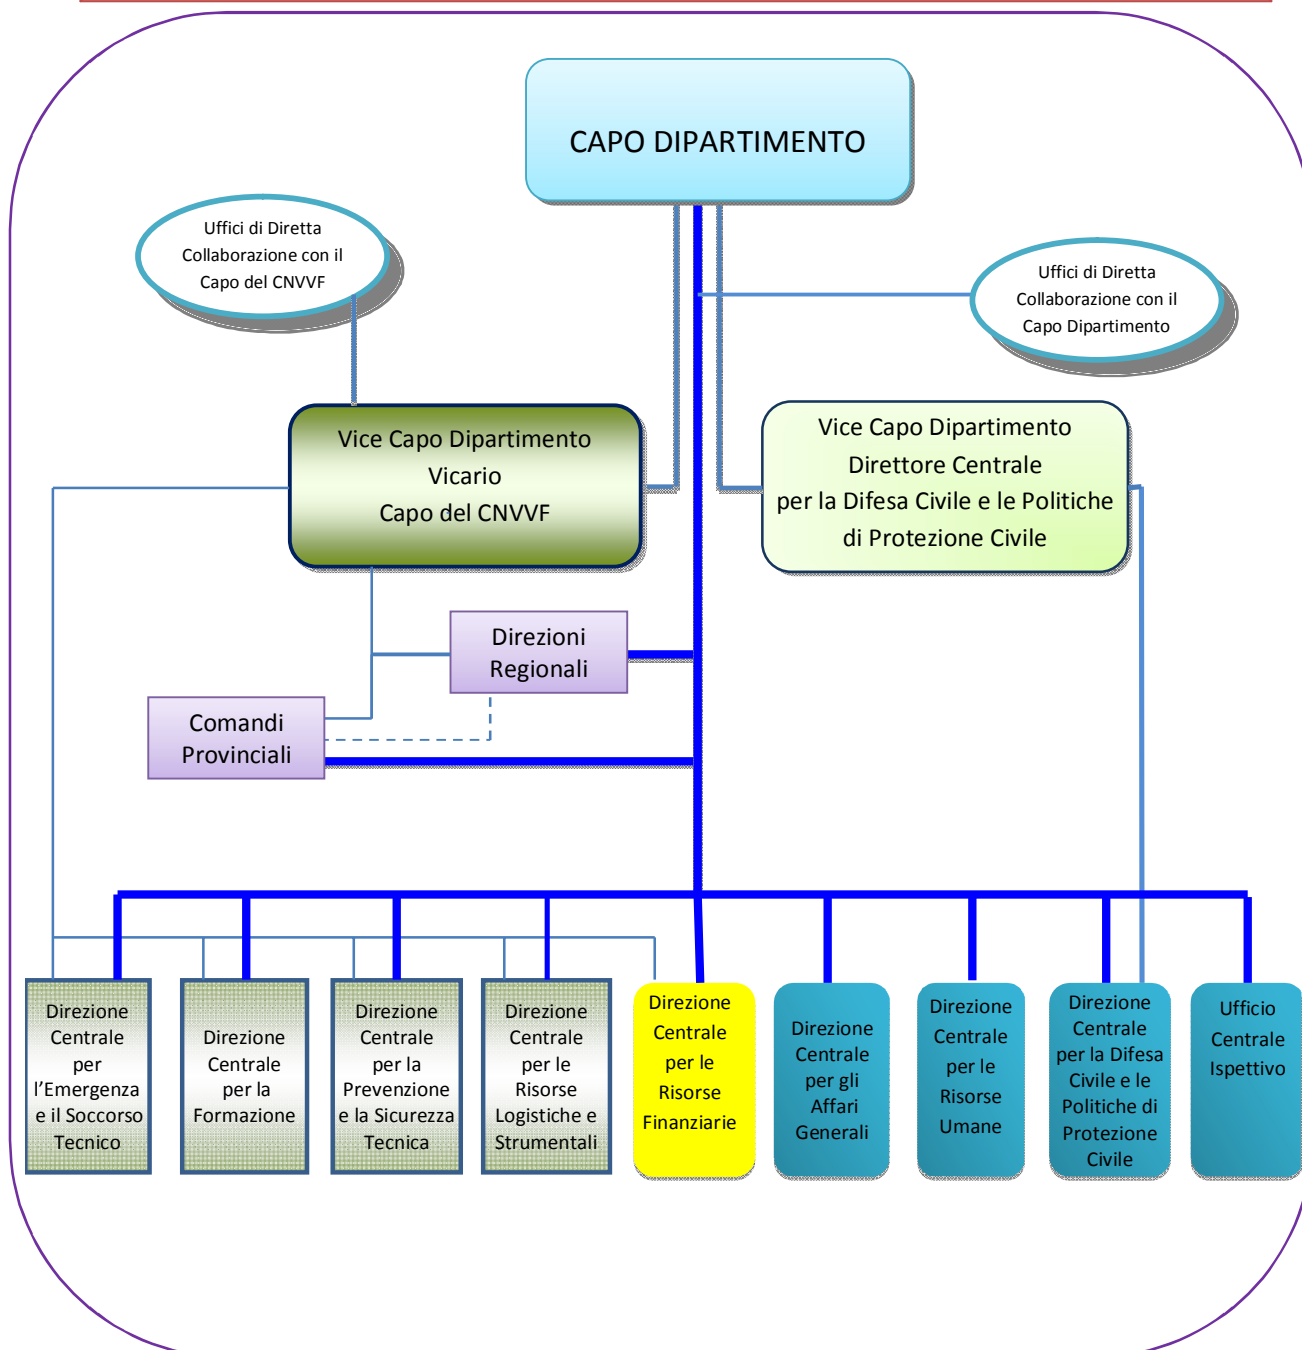 CAPO DIPARTIMENTO
Uffici di Diretta
Collaborazione con il
Capo del CNVVF
Uffici di Diretta
Collaborazione con il
Capo Dipartimento
Vice Capo Dipartimento
Vicario
Capo del CNVVF
Vice Capo Dipartimento
Direttore Centrale
per la Difesa Civile e le Politiche
di Protezione Civile
Direzioni
Regionali
Comandi
Provinciali
Direzione
Centrale
per
l’Emergenza
e il Soccorso
Tecnico
Direzione
Centrale
per la
Formazione
Direzione
Centrale
per la
Prevenzione
e la Sicurezza
Tecnica
Direzione
Centrale
per le
Risorse
Logistiche e
Strumentali
Direzione
Centrale
per le
Risorse
Finanziarie
Direzione
Centrale
per gli
Affari
Generali
Direzione
Centrale
per le
Risorse
Umane
Direzione
Centrale
per la Difesa
Civile e le
Politiche di
Protezione
Civile
Ufficio
Centrale
Ispettivo